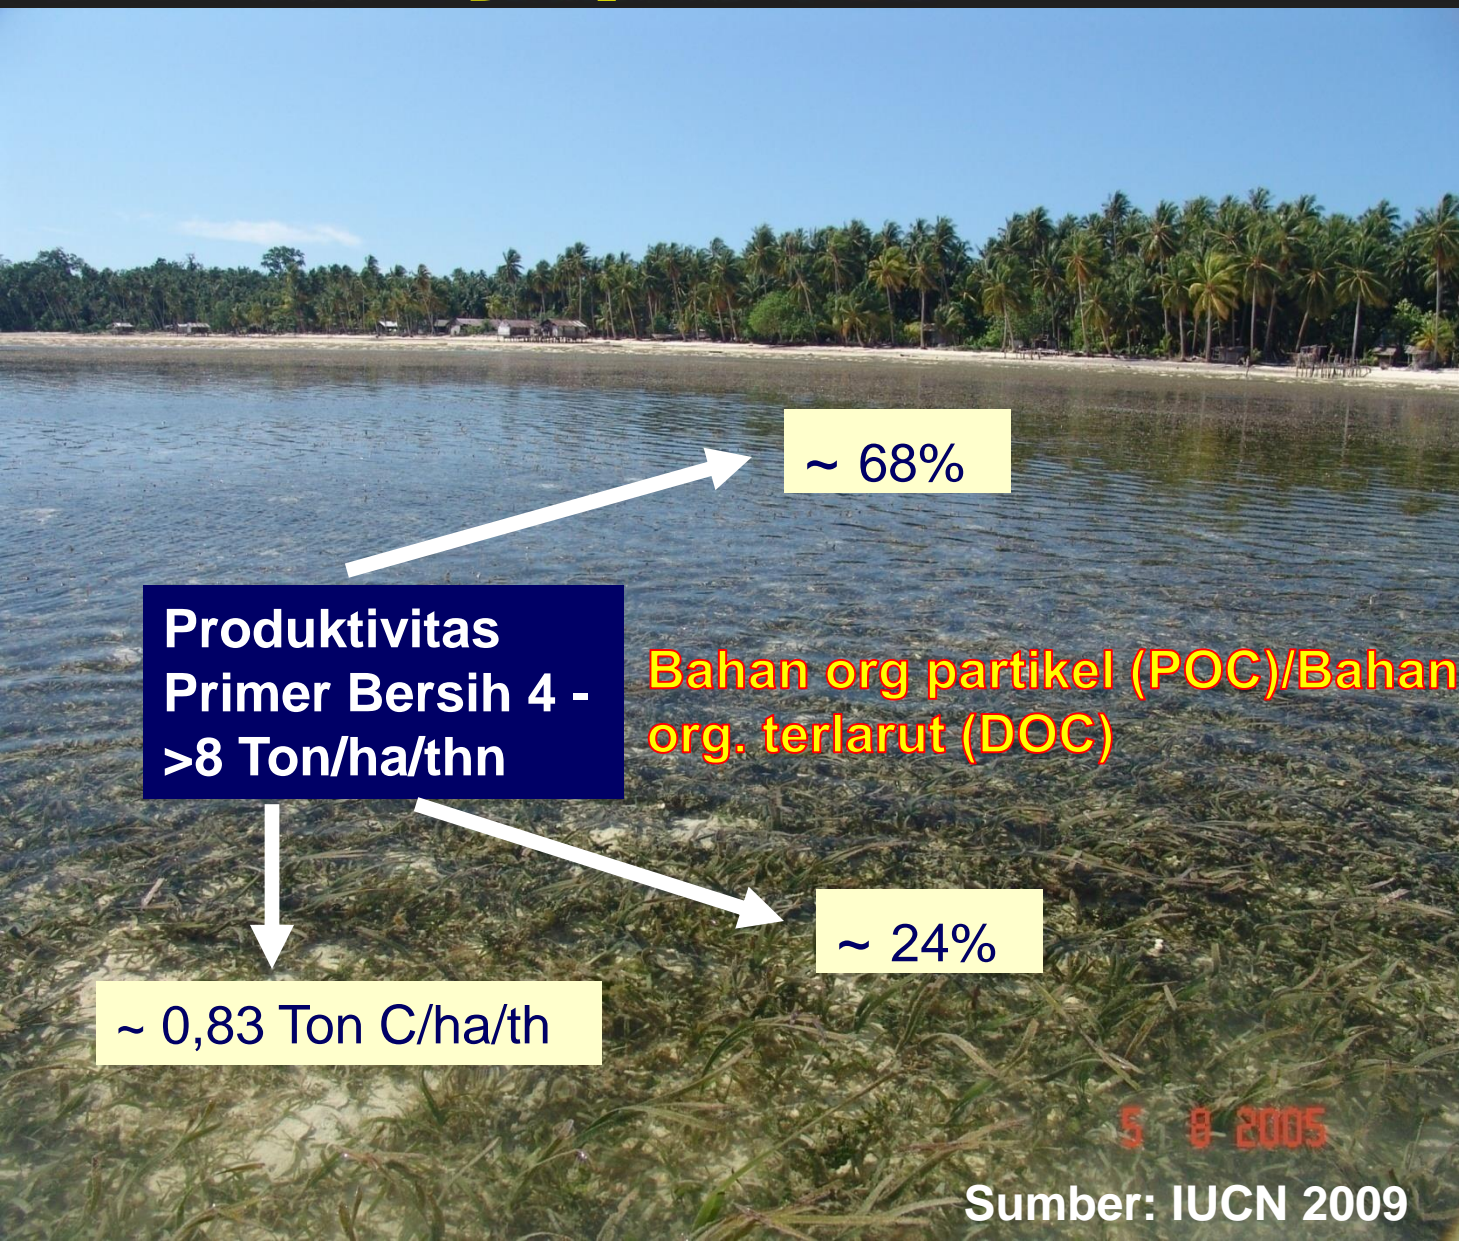 ~ 68%
Produktivitas
Primer Bersih 4 -
>8 Ton/ha/thn
Bahan org partikel (POC)/Bahan
org. terlarut (DOC)
~ 24%
~ 0,83 Ton C/ha/th
5 8 2005
Sumber: IUCN 2009